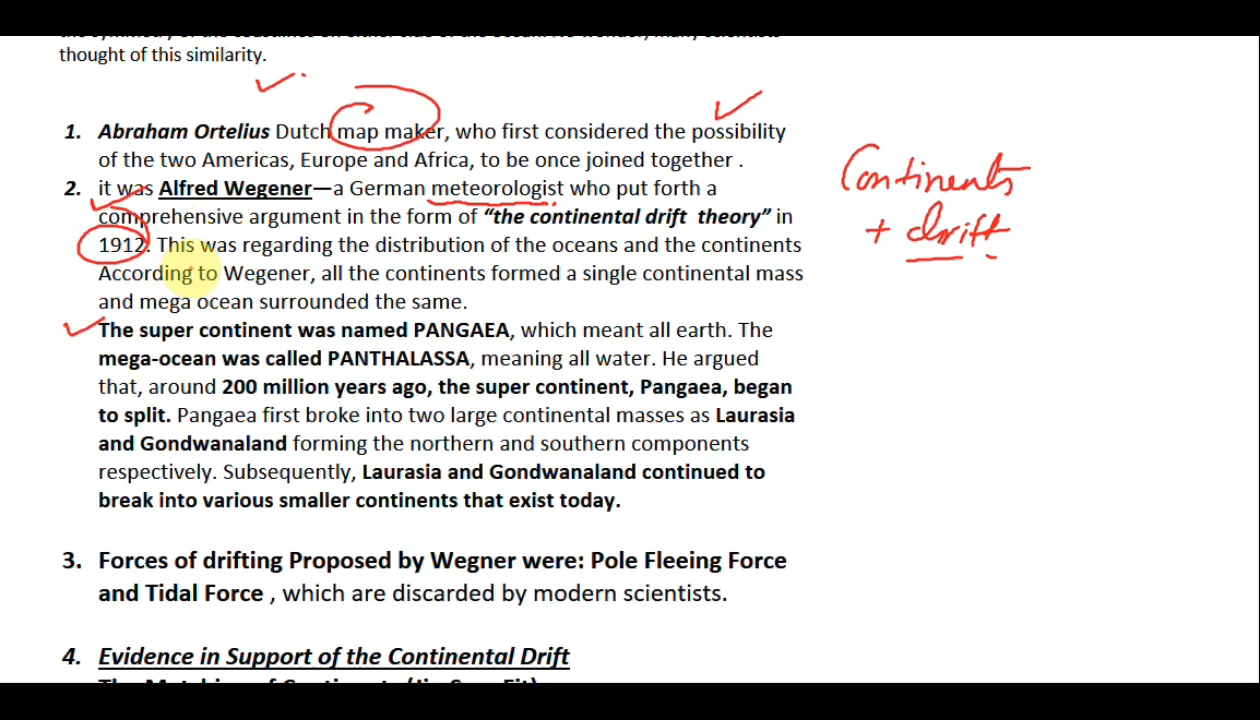 thought of this similarity.
1. Abraham Ortelius Dutch map maker, who first considered the possibility
of the two Americas, Europe and Africa, to be once joined together .
2. it was Alfred Wegener—a German meteorologist who put forth a
comprehensive argument in the form of “the continental drift theory” in
1912. This was regarding the distribution of the oceans and the continents
According to Wegener, all the continents formed a single continental mass
and mega ocean surrounded the same.
The super continent was named PANGAEA, which meant all earth. The
mega-ocean was called PANTHALASSA, meaning all water. He argued
that, around 200 million years ago, the super continent, Pangaea, began
to split. Pangaea first broke into two large continental masses as Laurasia
and Gondwanaland forming the northern and southern components
respectively. Subsequently, Laurasia and Gondwanaland continued to
break into various smaller continents that exist today.
3. Forces of drifting Proposed by Wegner were: Pole Fleeing Force
and Tidal Force , which are discarded by modern scientists.
4. Evidence in Support of the Continental Drift
Continents
+ drift